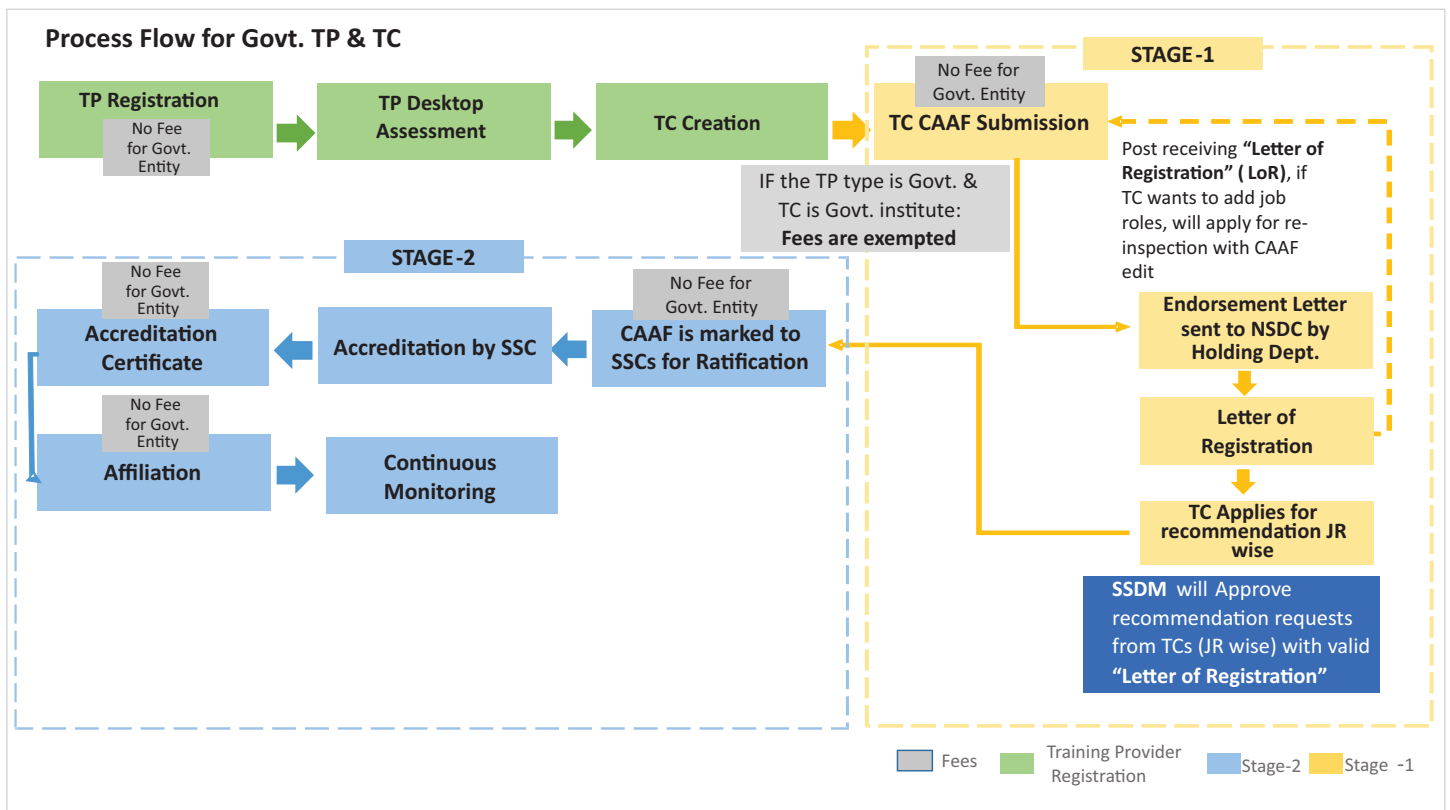 Process Flow for Govt. TP & TC
STAGE-1
TP Registration
No Fee
for Govt.
Entity
TP Desktop
Assessment
TC Creation
No Fee for
Govt. Entity
TC CAAF Submission
IF the TP type is Govt. &
TC is Govt. institute:
Fees are exempted
Post receiving “Letter of
Registration” ( LoR), if
TC wants to add job
roles, will apply for re-
inspection with CAAF
edit
Endorsement Letter
sent to NSDC by
Holding Dept.
Letter of
Registration
TC Applies for
recommendation JR
wise
SSDM will Approve
recommendation requests
from TCs (JR wise) with valid
“Letter of Registration”
STAGE-2
No Fee for
Govt. Entity
CAAF is marked to
SSCs for Ratification
Accreditation by SSC
No Fee
for Govt.
Entity
Accreditation
Certificate
No Fee
for Govt.
Entity
Affiliation
Continuous
Monitoring
Fees
Training Provider
Registration
Stage-2
Stage -1